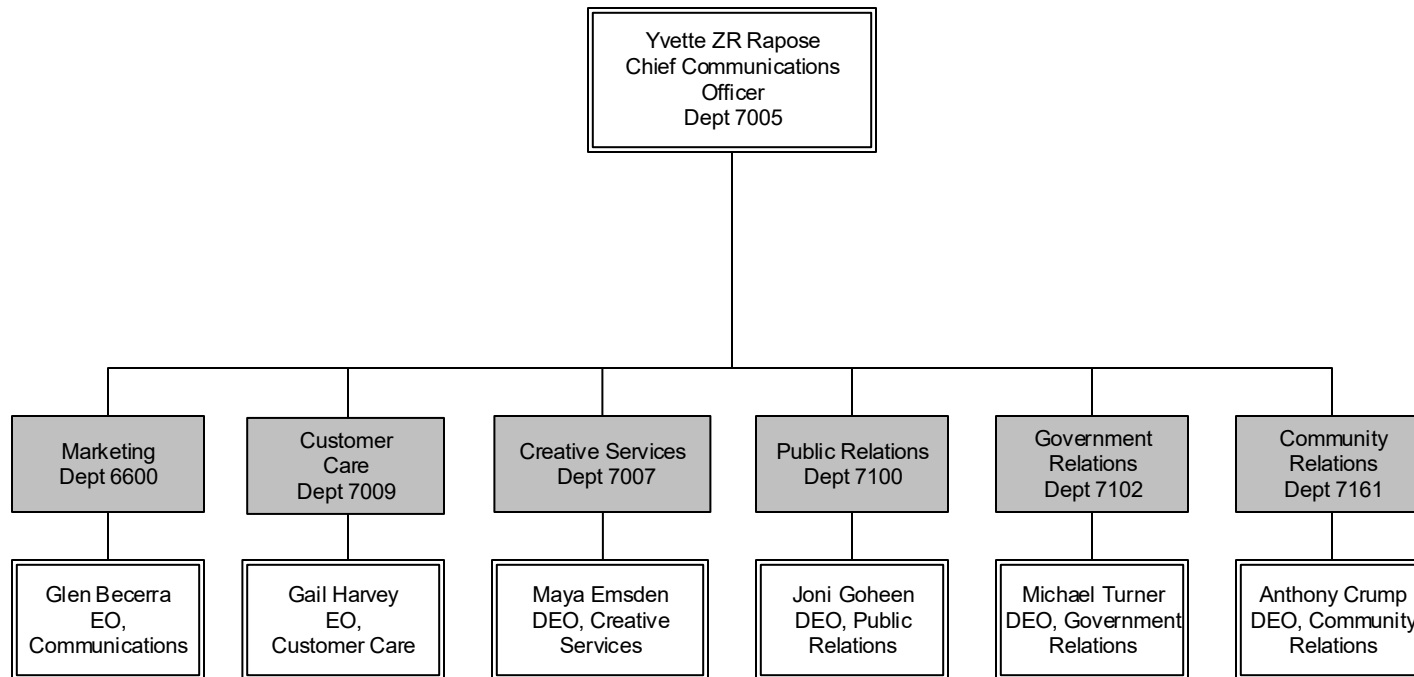 Yvette ZR Rapose
Chief Communications
Officer
Dept 7005
Marketing
Dept 6600
Customer
Care
Dept 7009
Creative Services
Dept 7007
Public Relations
Dept 7100
Government
Relations
Dept 7102
Community
Relations
Dept 7161
Glen Becerra
EO,
Communications
Gail Harvey
EO,
Customer Care
Maya Emsden
DEO, Creative
Services
Joni Goheen
DEO, Public
Relations
Michael Turner
DEO, Government
Relations
Anthony Crump
DEO, Community
Relations